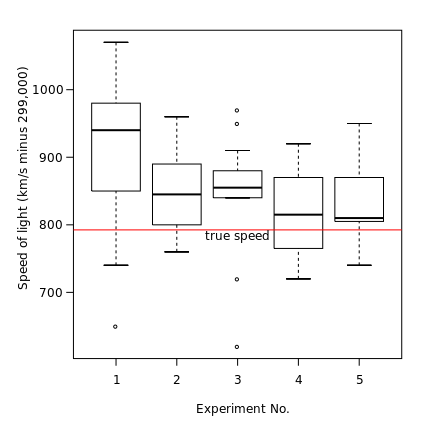 Speed of light (km/s minus 299,000)
1000
900
800
700
true speed
1 2 3 4 5
Experiment No.